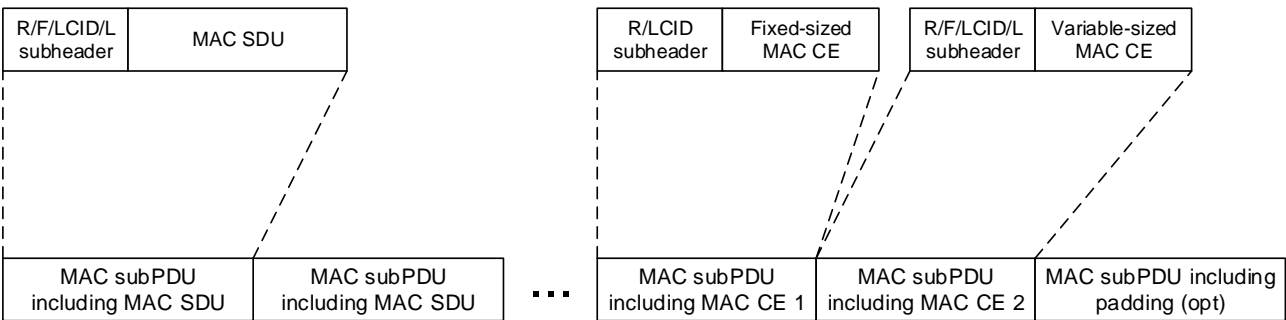 R/F/LCID/L
subheader
MAC SDU
R/LCID
subheader
Fixed-sized
MAC CE
R/F/LCID/L
subheader
Variable-sized
MAC CE
MAC subPDU
including MAC SDU
MAC subPDU
including MAC SDU
...
MAC subPDU
including MAC CE 1
MAC subPDU
including MAC CE 2
MAC subPDU including
padding (opt)